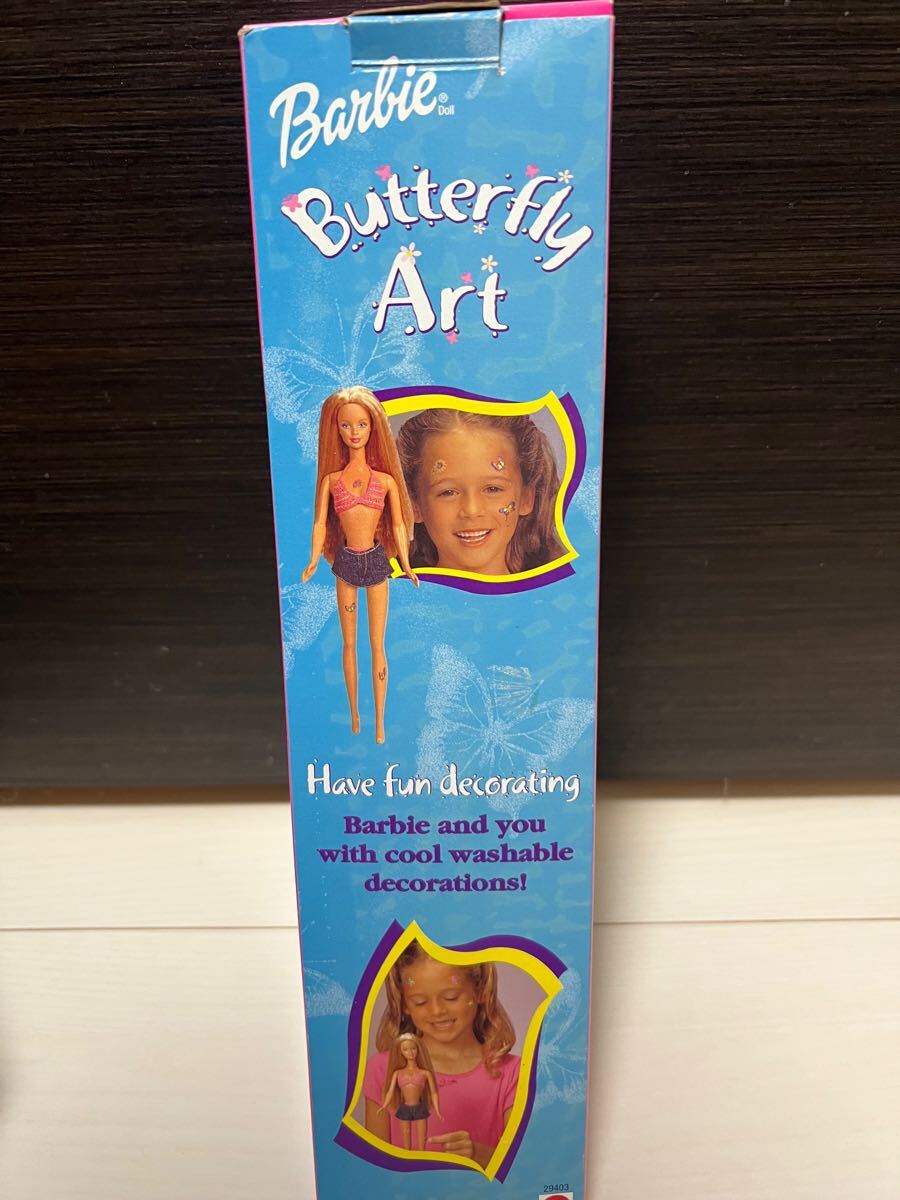 Barbie®
Doll
Butterfly
Art
Have fun decorating
Barbie and you
with cool washable
decorations!
29403